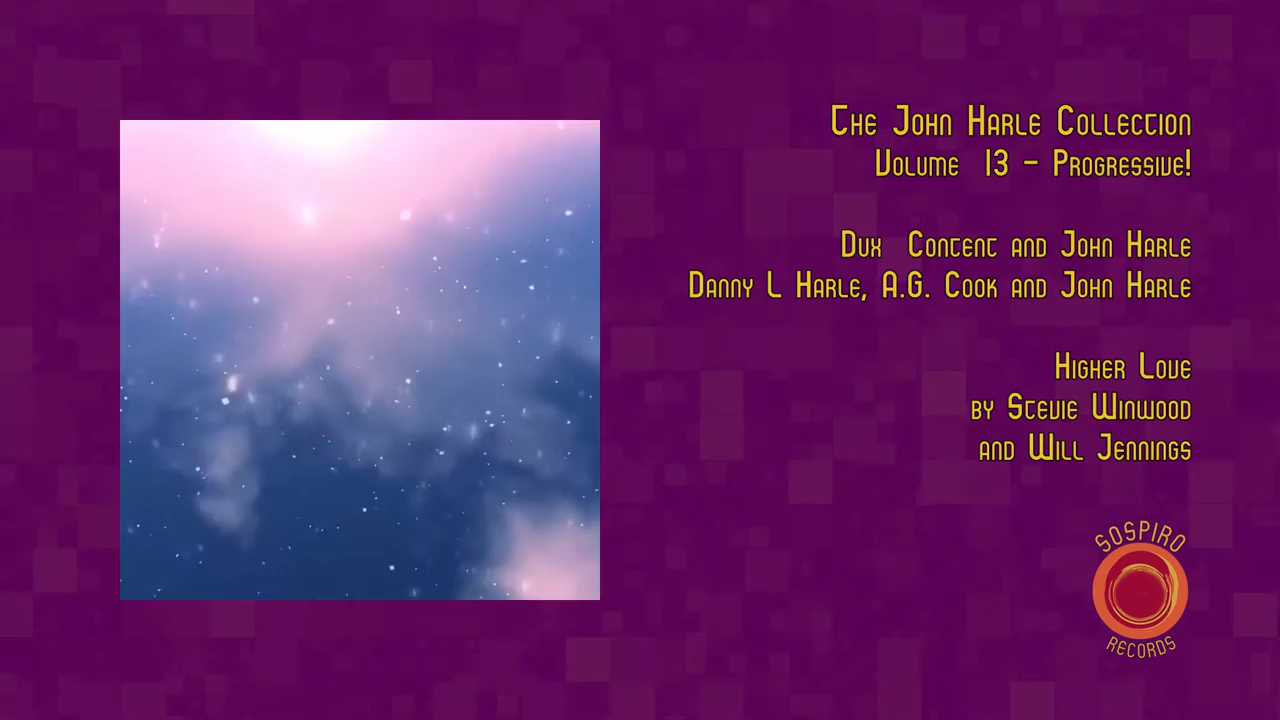 The John Harle Collection
Volume 13 - Progressive!
Dux Content and John Harle
Danny L Harle, A.G. Cook and John Harle
Higher Love
by Stevie Winwood
and Will Jennings
SOSPIRO
RECORDS